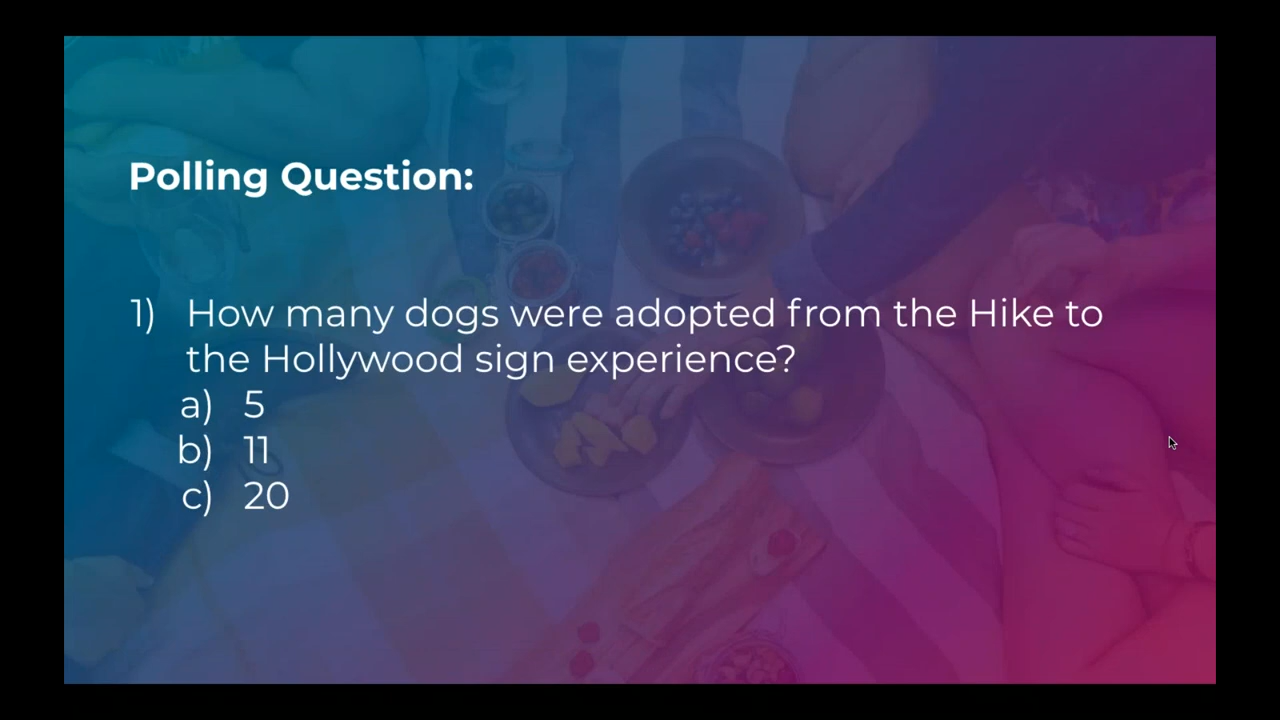 Polling Question:
1) How many dogs were adopted from the Hike to
the Hollywood sign experience?
a) 5
b) 11
c) 20